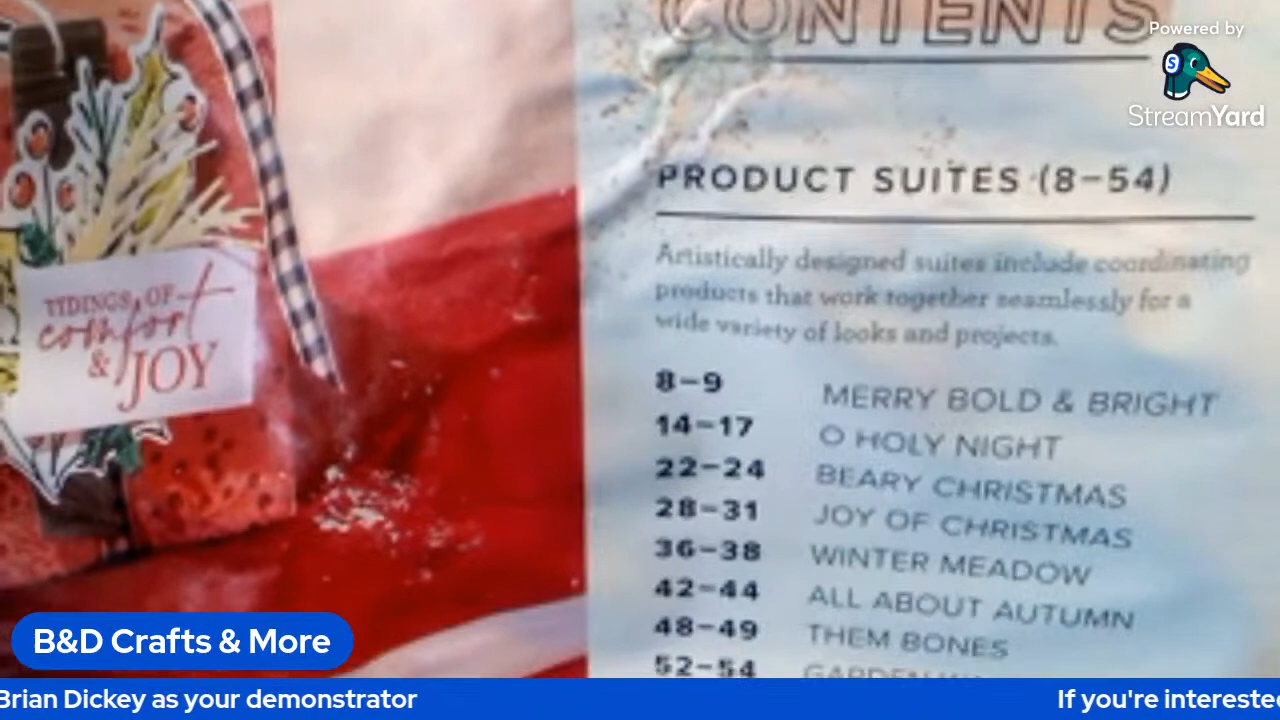 CONTENTS
Powered by
StreamYard
PRODUCT SUITES (8–54)
Artistically designed suites include coordinating
products that work together seamlessly for a
wide variety of looks and projects.
8–9 MERRY BOLD & BRIGHT
14–17 O HOLY NIGHT
22–24 BEARY CHRISTMAS
28–31 JOY OF CHRISTMAS
36–38 WINTER MEADOW
42–44 ALL ABOUT AUTUMN
48–49 THEM BONES
52–54
TIDINGS OF
comfort
& JOY
B&D Crafts & More
Brian Dickey as your demonstrator
If you're interested